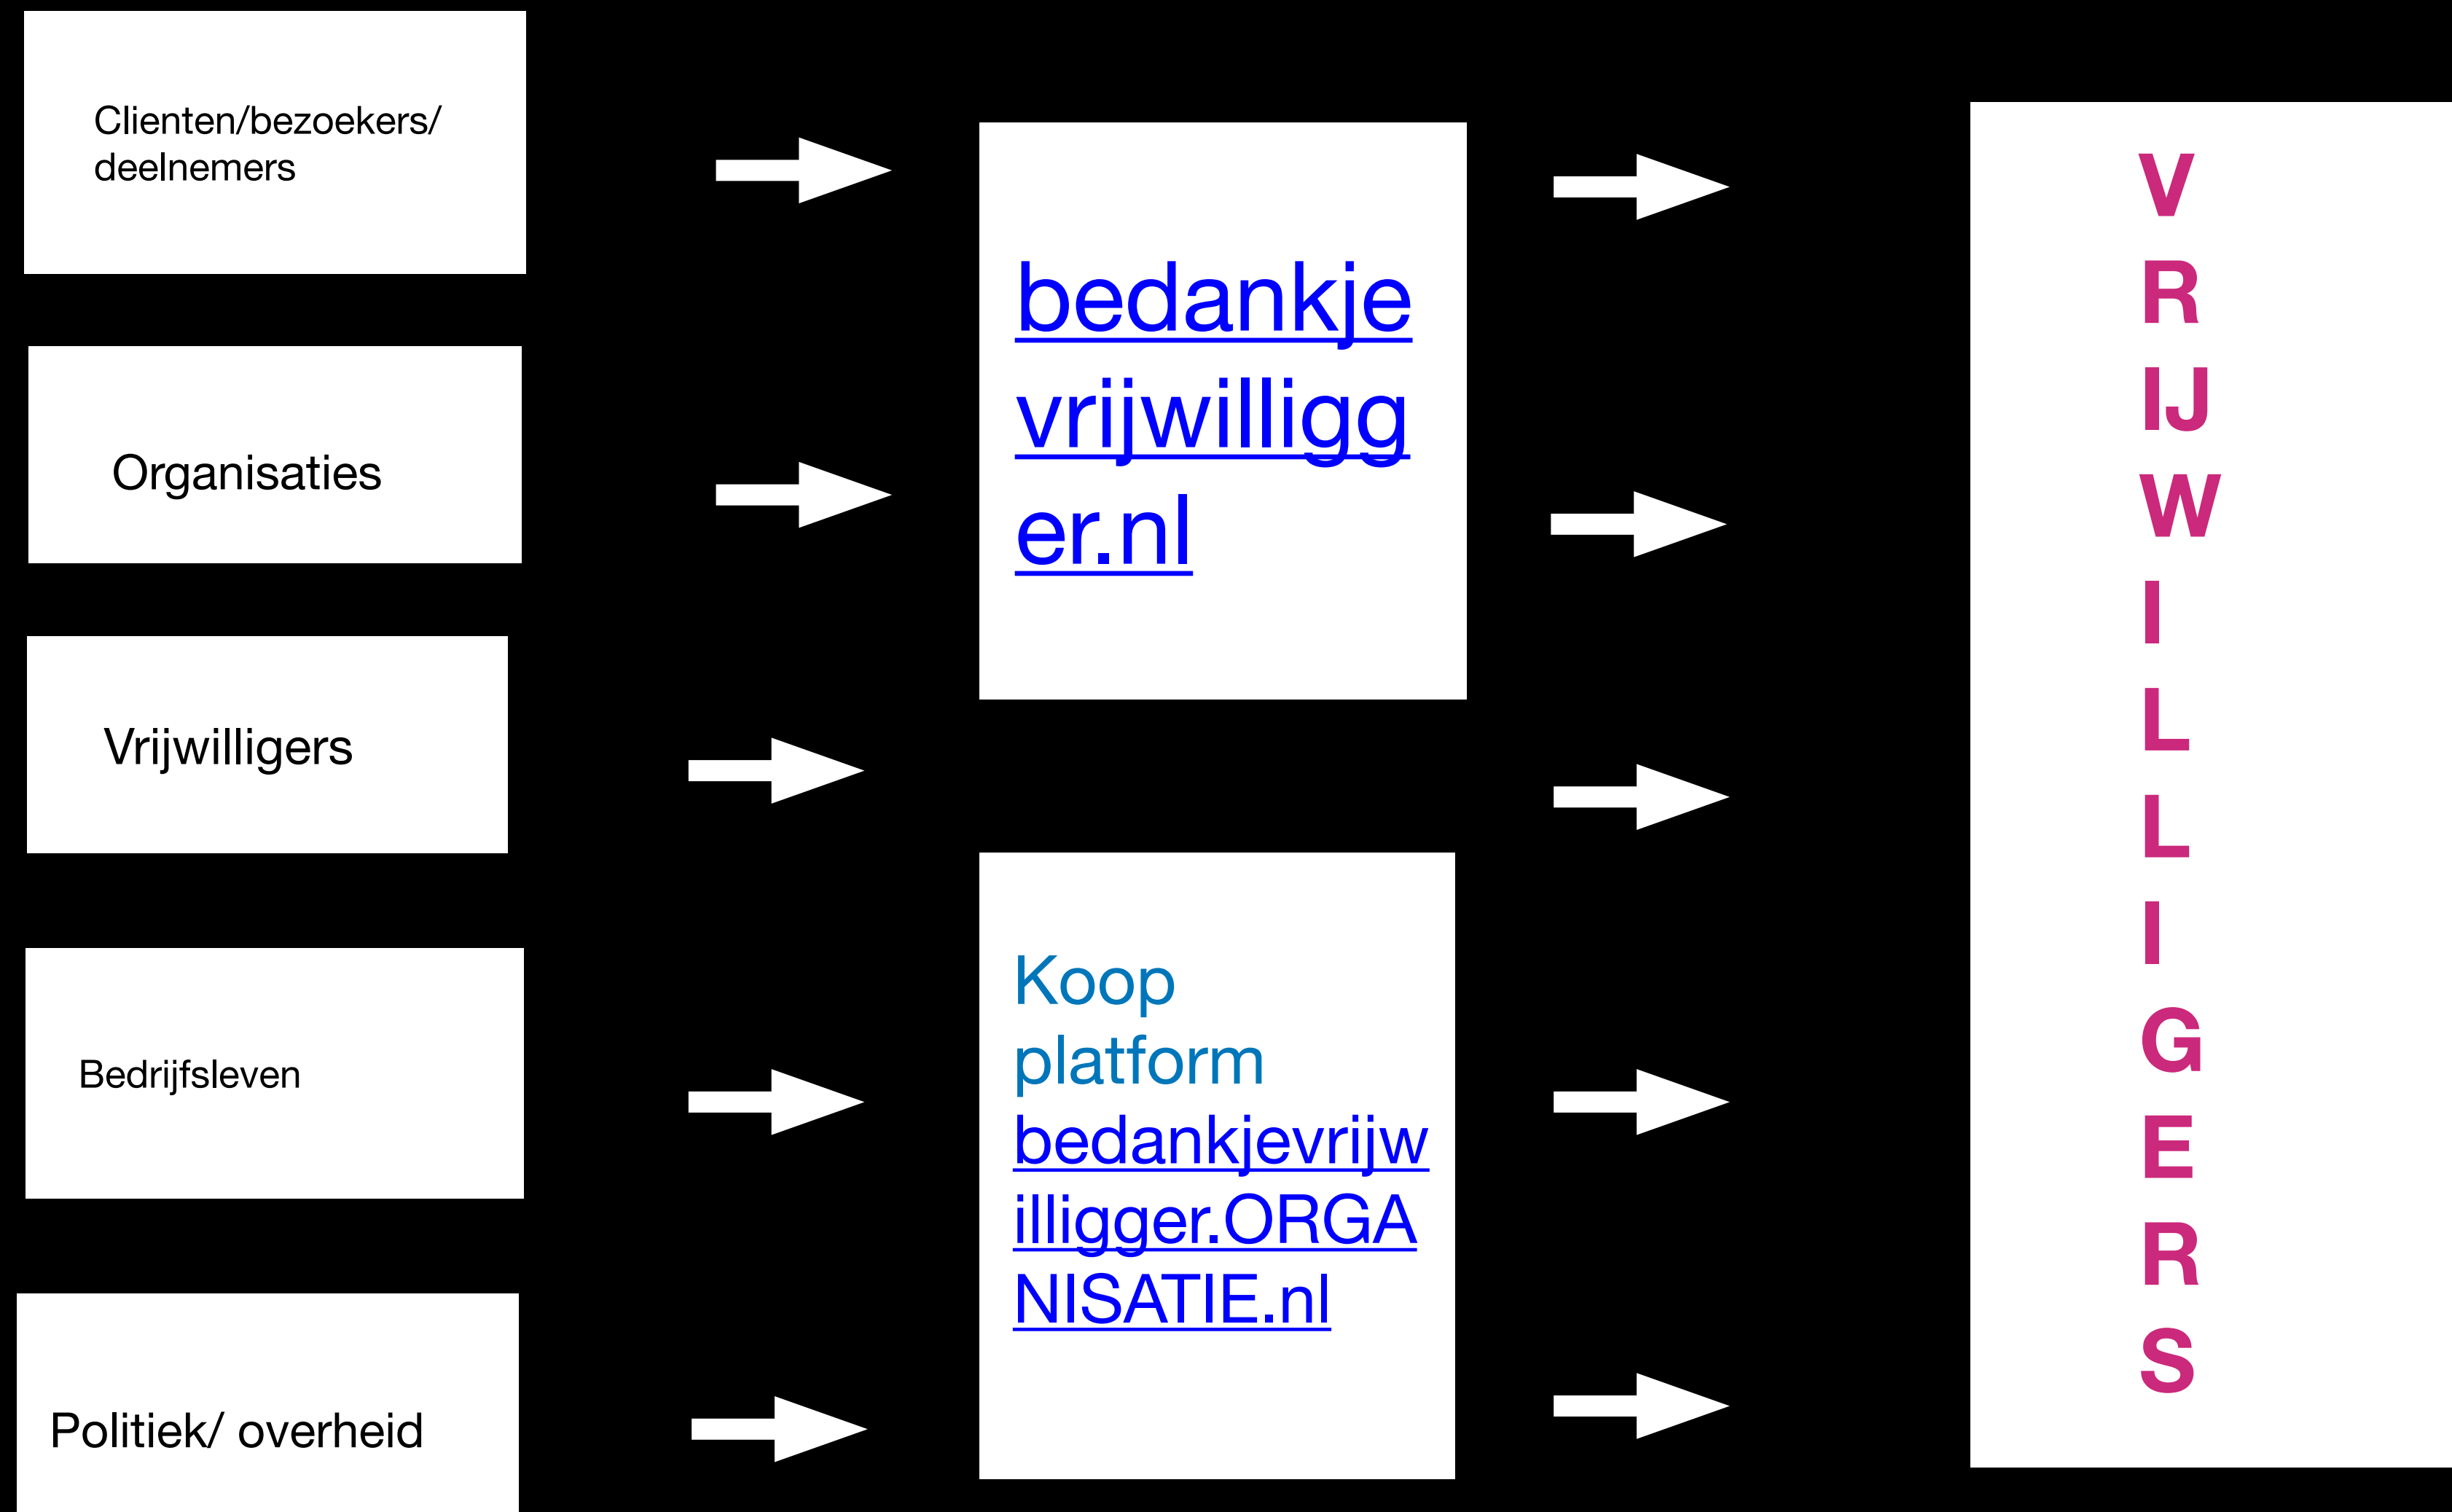 Clienten/bezoekers/
deelnemers
Organisaties
Vrijwilligers
Bedrijfsleven
Politiek/ overheid
bedankje
vrijwilligg
er.nl
Koop
platform
bedankjevrijw
illigger.ORGA
NISATIE.nl
V
R
IJ
W
I
L
L
I
G
E
R
S